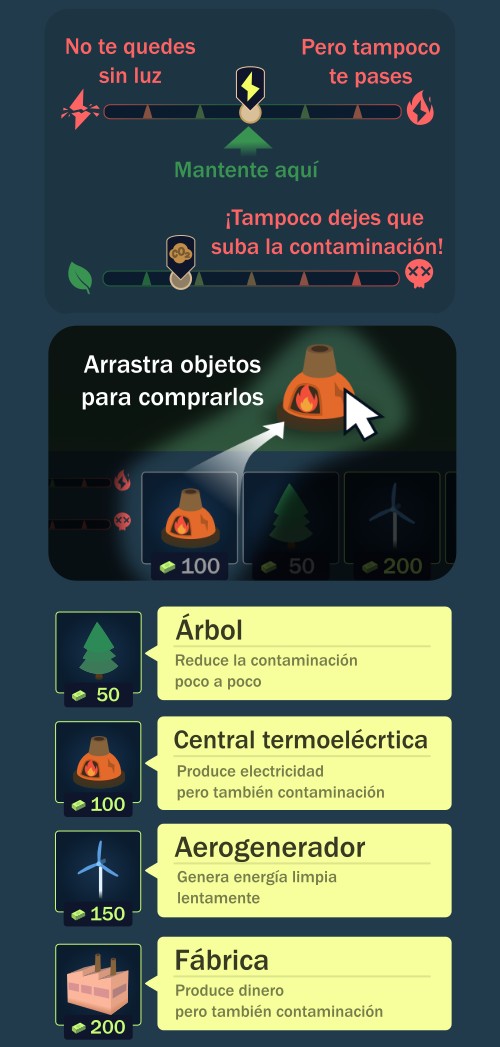 No te quedes
sin luz
Pero tampoco
te pases
Mantente aquí
¡Tampoco dejes que
suba la contaminación!
CO₂
Arrastra objetos
para comprarlos
100
50
200
Árbol
Reduce la contaminación
poco a poco
50
Central termoelécrtica
Produce electricidad
pero también contaminación
100
Aerogenerador
Genera energía limpia
lentamente
150
Fábrica
Produce dinero
pero también contaminación
200